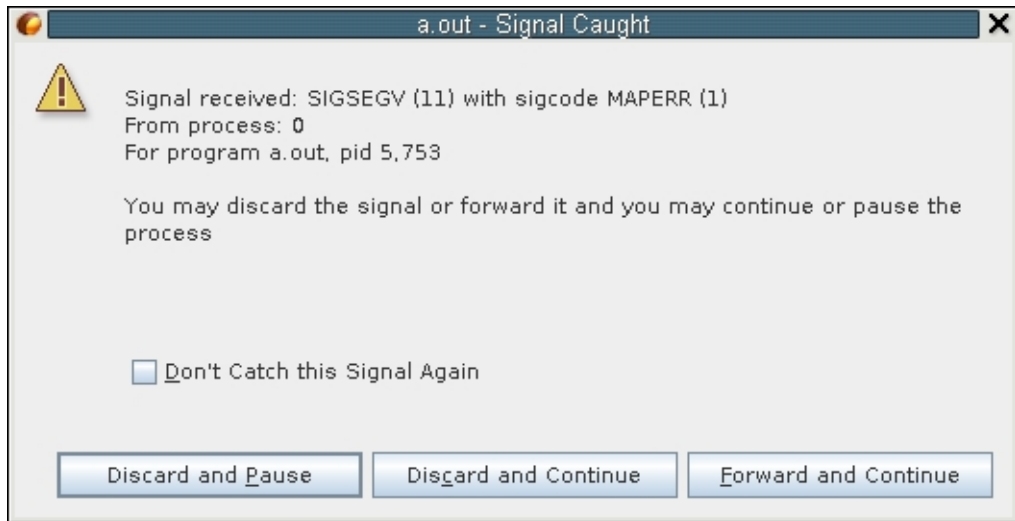 a.out - Signal Caught
Signal received: SIGSEGV (11) with sigcode MAPERR (1)
From process: 0
For program a.out, pid 5,753
You may discard the signal or forward it and you may continue or pause the
process
Don't Catch this Signal Again
Discard and Pause
Discard and Continue
Forward and Continue